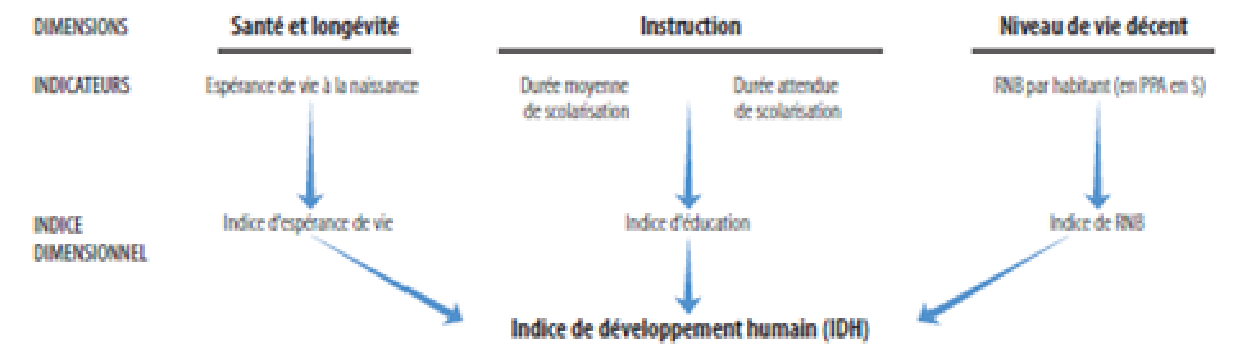 DIMENSIONS Santé et longévité Instruction Niveau de vie décent
INDICATEURS Espérance de vie à la naissance Durée moyenne Durée attendue RNB par habitant (en PPA en $)
de scolarisation de scolarisation
INDICE Indice d'espérance de vie Indice d'éducation Indice de RNB
DIMENSIONNEL
Indice de développement humain (IDH)